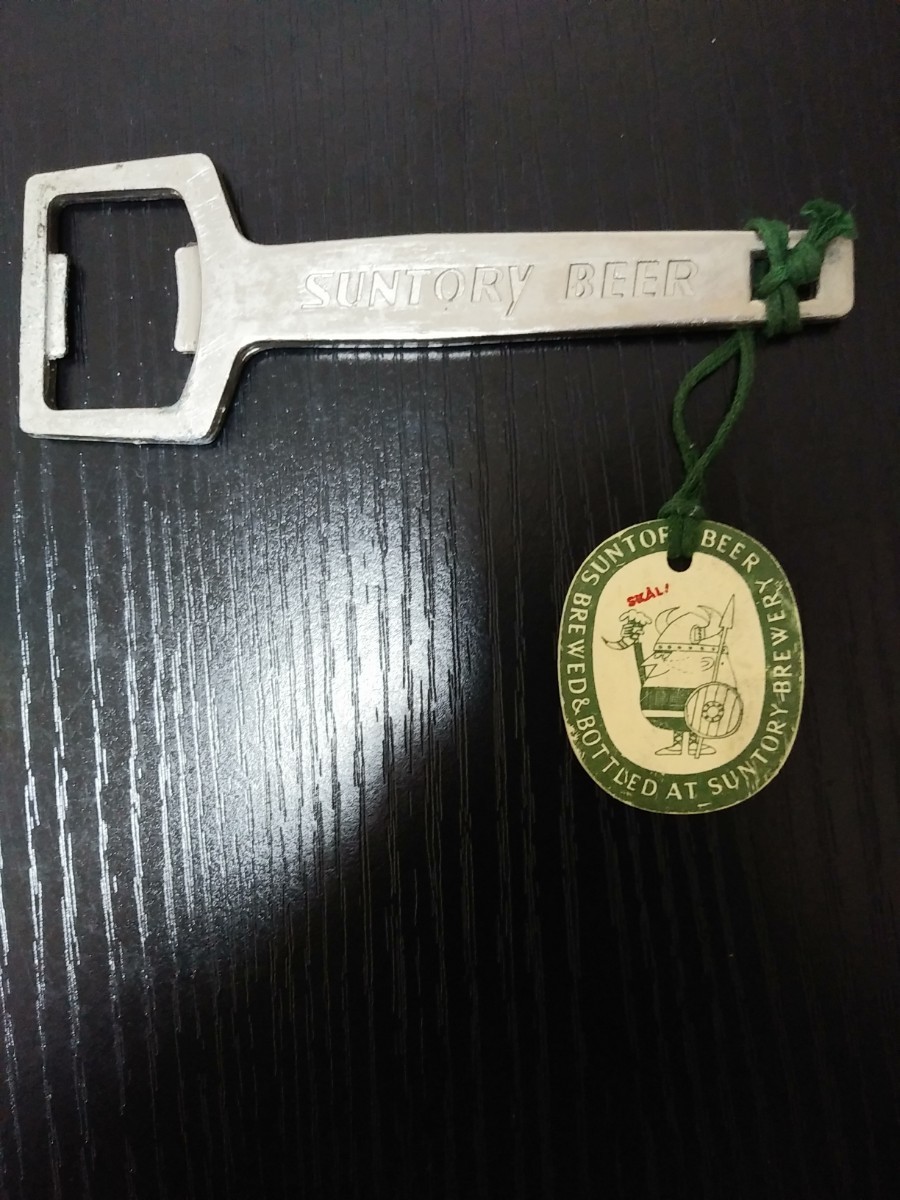 SUNTORY BEER
SUNTORY BEER
SKÅL!
BREWED & BOTTLED AT SUNTORY BREWERY